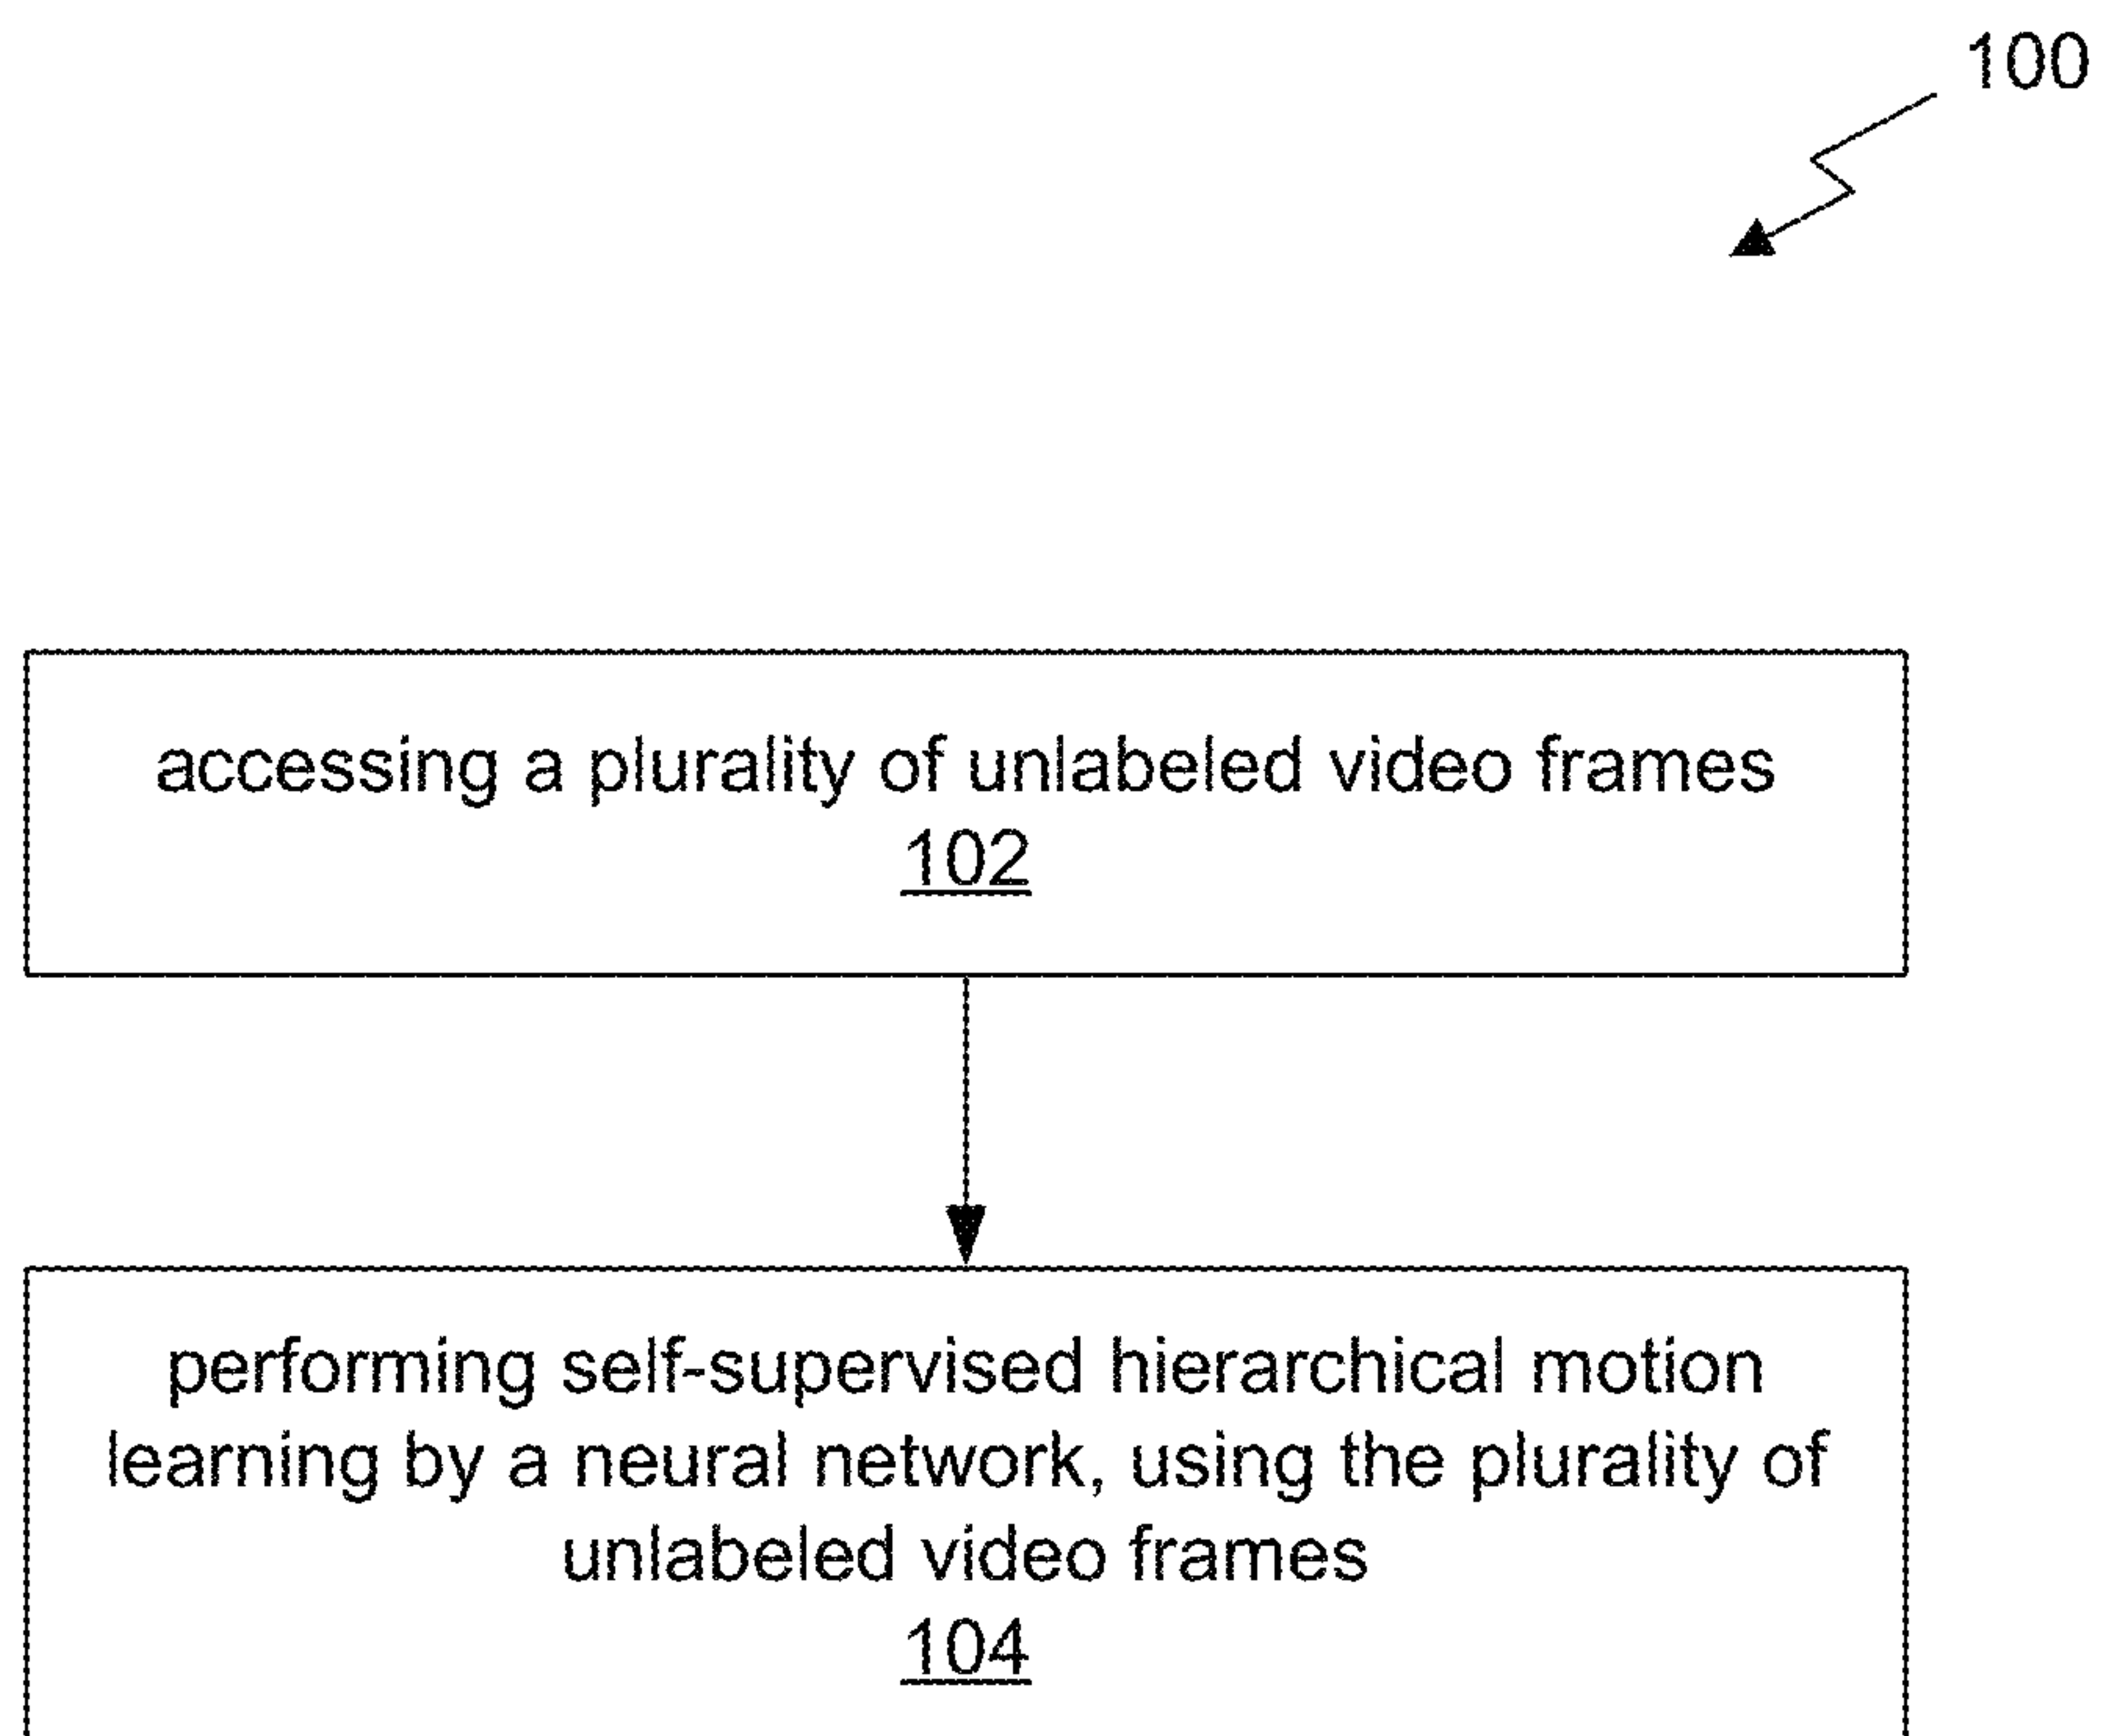 100
accessing a plurality of unlabeled video frames
102
performing self-supervised hierarchical motion
learning by a neural network, using the plurality of
unlabeled video frames
104